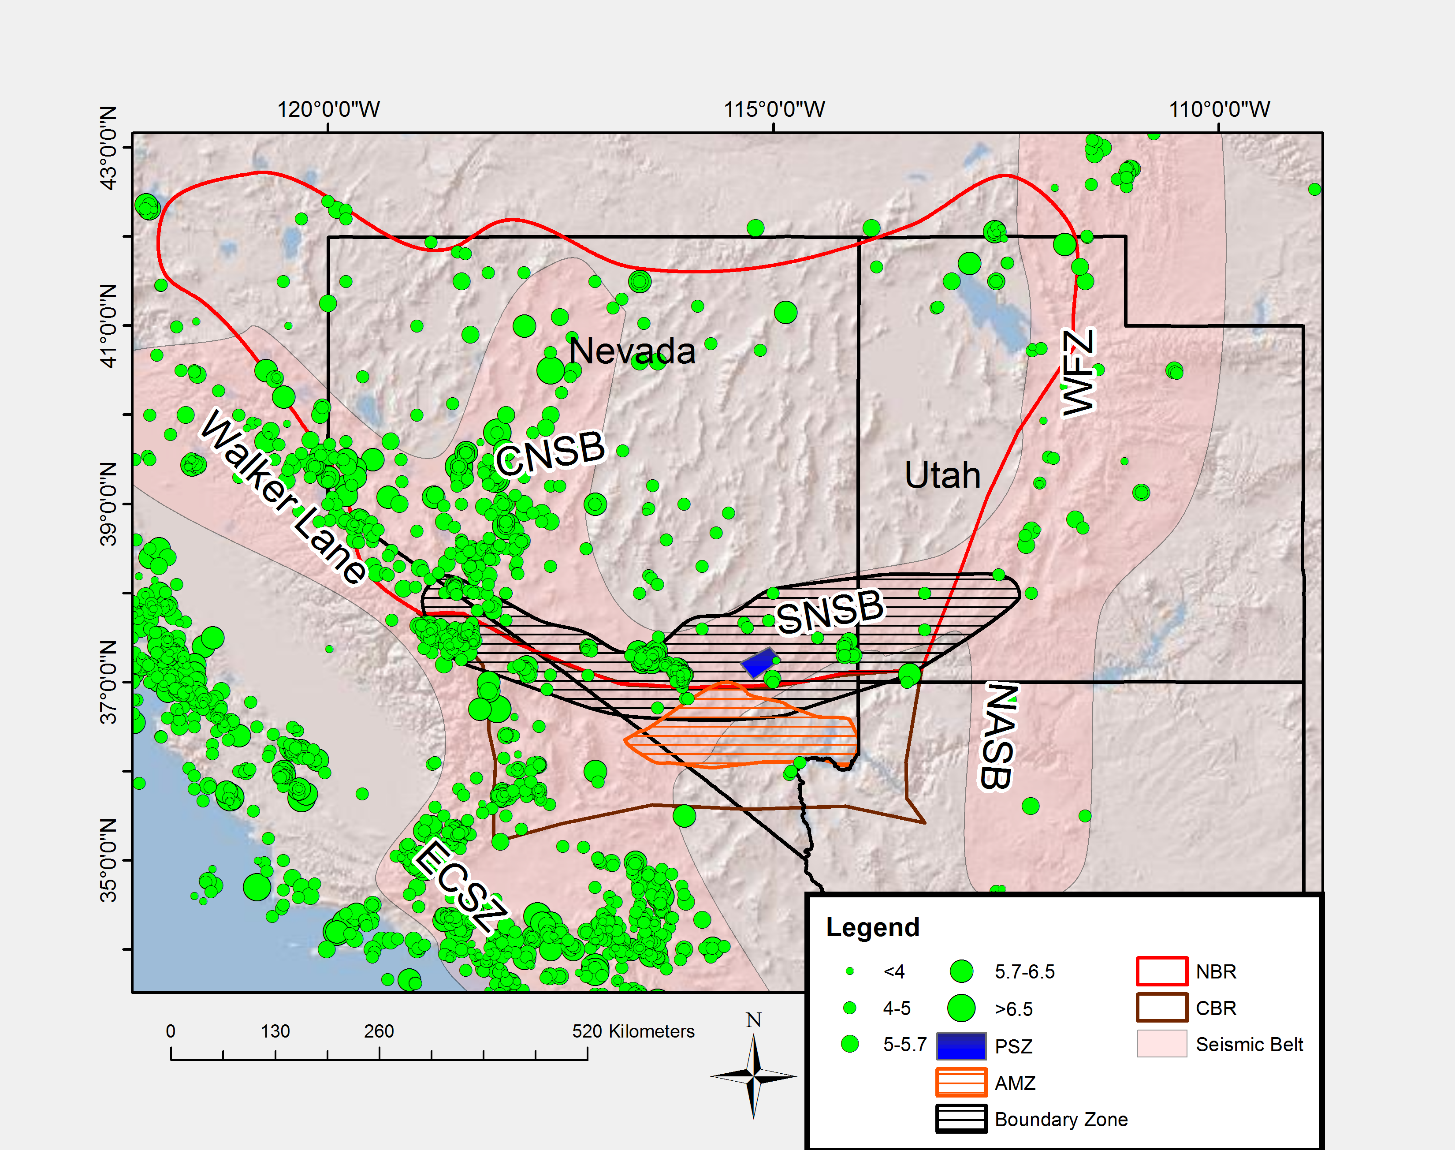 120°0'0"W
115°0'0"W
110°0'0"W
43°0'0"N
41°0'0"N
39°0'0"N
37°0'0"N
35°0'0"N
Nevada
WFZ
Walker Lane
CNSB
Utah
SNSB
NASB
ECSZ
Legend
<4
4-5
5-5.7
5.7-6.5
>6.5
PSZ
AMZ
Boundary Zone
NBR
CBR
Seismic Belt
0 130 260 520 Kilometers
N